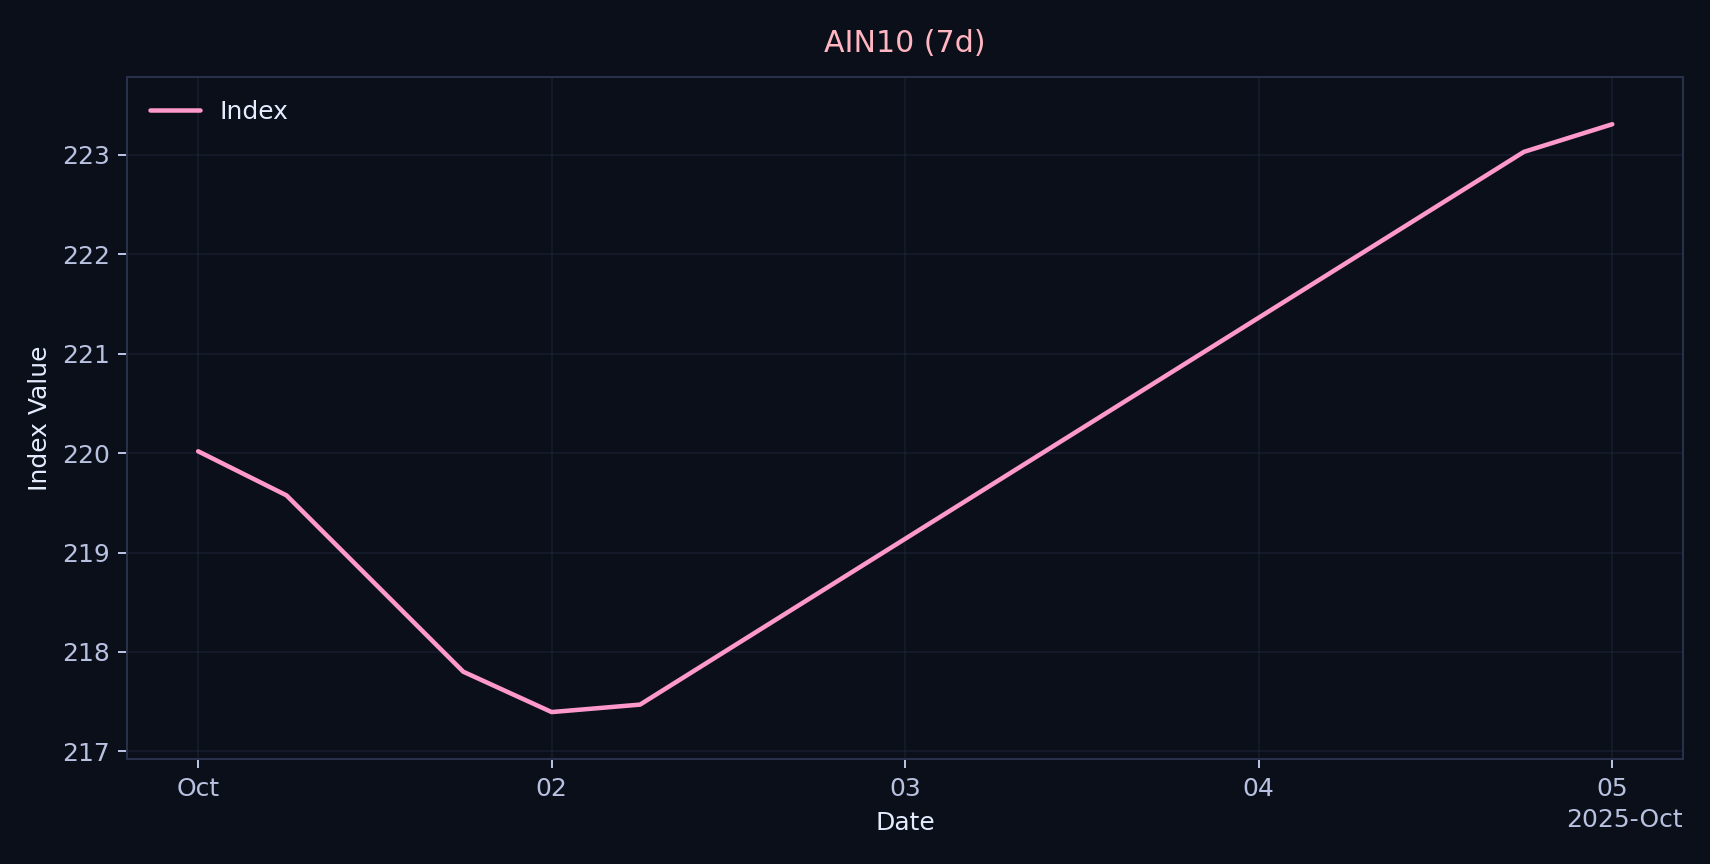 AIN10 (7d)
Index
223
222
221
220
219
218
217
Index Value
Oct 02 03 04 05
2025-Oct
Date